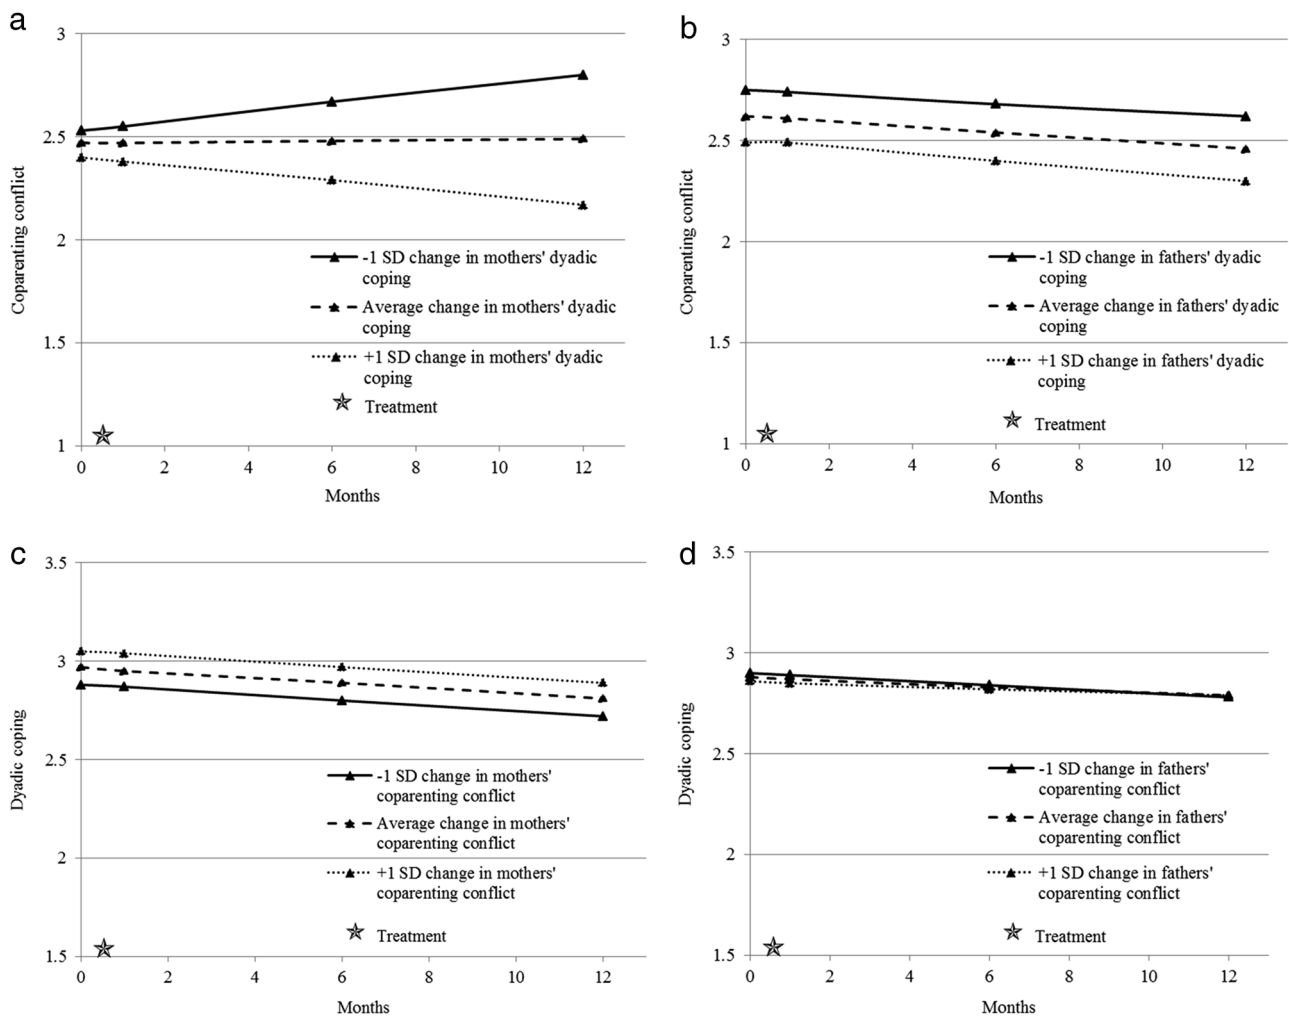 a
3
2.5
2
1.5
1
Coparenting conflict
-1 SD change in mothers' dyadic
coping
Average change in mothers' dyadic
coping
+1 SD change in mothers' dyadic
coping
Treatment
0 2 4 6 8 10 12
Months
b
3
2.5
2
1.5
1
Coparenting conflict
-1 SD change in fathers' dyadic
coping
Average change in fathers' dyadic
coping
+1 SD change in fathers' dyadic
coping
Treatment
0 2 4 6 8 10 12
Months
c
3.5
3
2.5
2
1.5
Dyadic coping
-1 SD change in mothers'
coparenting conflict
Average change in mothers'
coparenting conflict
+1 SD change in mothers'
coparenting conflict
Treatment
0 2 4 6 8 10 12
Months
d
3.5
3
2.5
2
1.5
Dyadic coping
-1 SD change in fathers'
coparenting conflict
Average change in fathers'
coparenting conflict
+1 SD change in fathers'
coparenting conflict
Treatment
0 2 4 6 8 10 12
Months